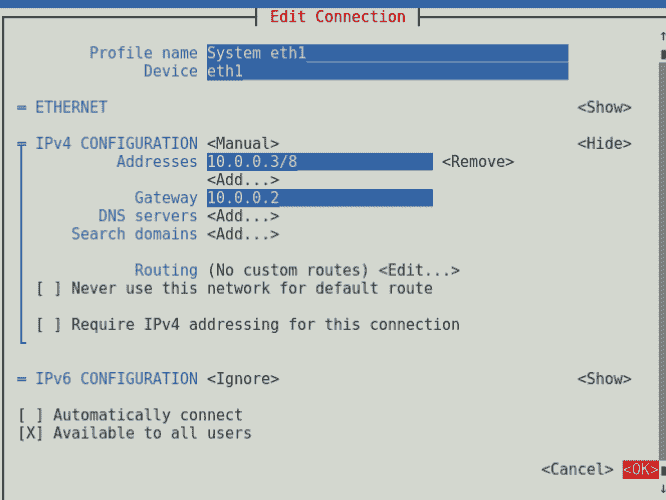 Edit Connection
Profile name System eth1
Device eth1
= ETHERNET <Show>
IPv4 CONFIGURATION <Manual> <Hide>
Addresses 10.0.0.3/8 <Remove>
<Add...>
Gateway 10.0.0.2
DNS servers <Add...>
Search domains <Add...>
Routing (No custom routes) <Edit...>
[ ] Never use this network for default route
[ ] Require IPv4 addressing for this connection
= IPv6 CONFIGURATION <Ignore> <Show>
[ ] Automatically connect
[X] Available to all users
<Cancel> <OK>